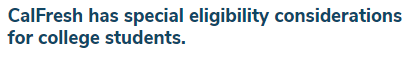 CalFresh has special eligibility considerations
for college students.